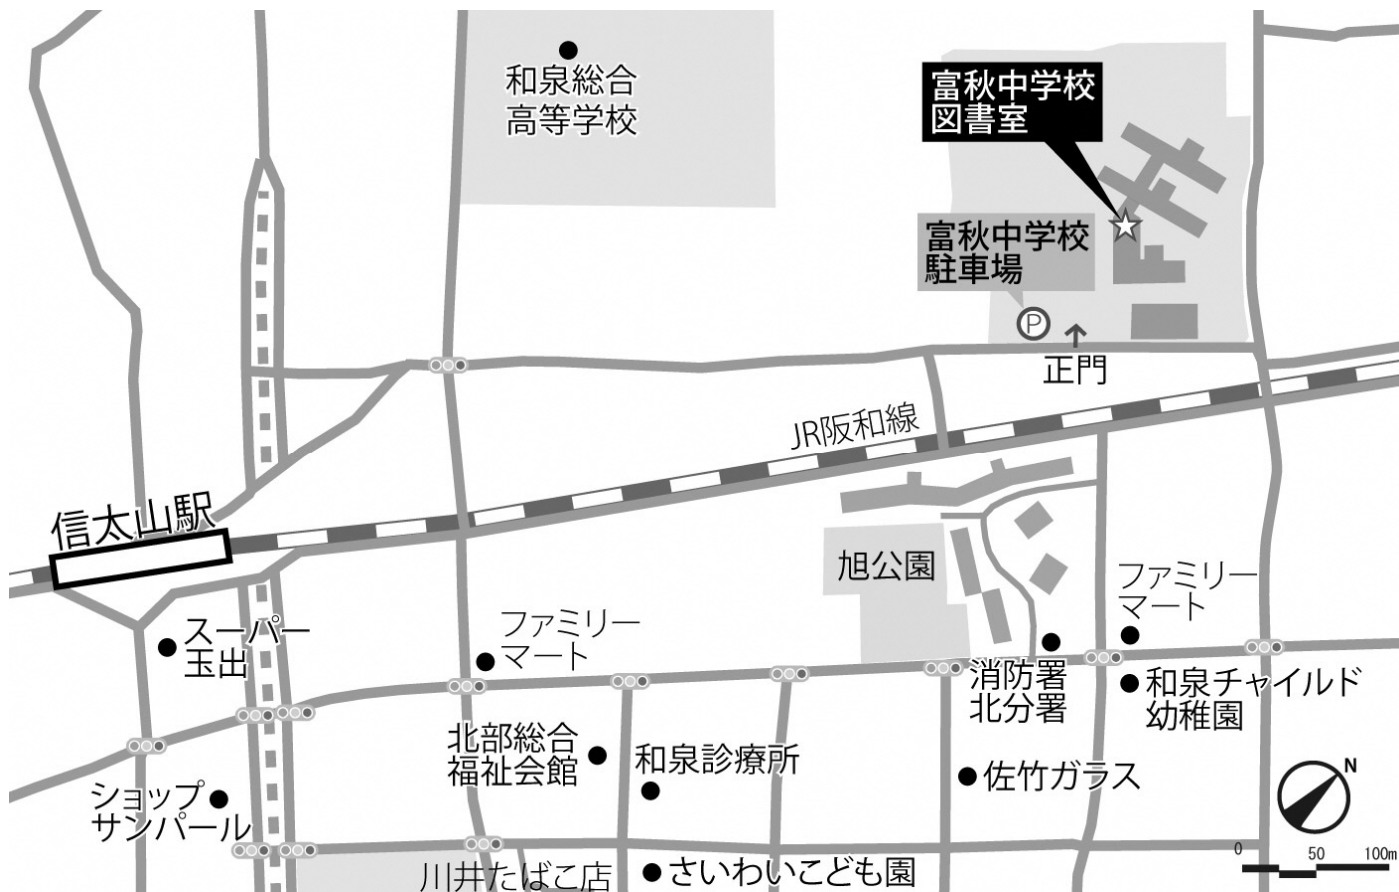 和泉総合
高等学校
富秋中学校
図書室
富秋中学校
駐車場
P
正門
JR阪和線
信太山駅
旭公園
ファミリー
マート
スーパー
玉出
ファミリー
マート
消防署
北分署
和泉チャイルド
幼稚園
北部総合
福祉会館
和泉診療所
佐竹ガラス
ショップ
サンパール
N
0 50 100m
川井たばこ店
さいわいこども園